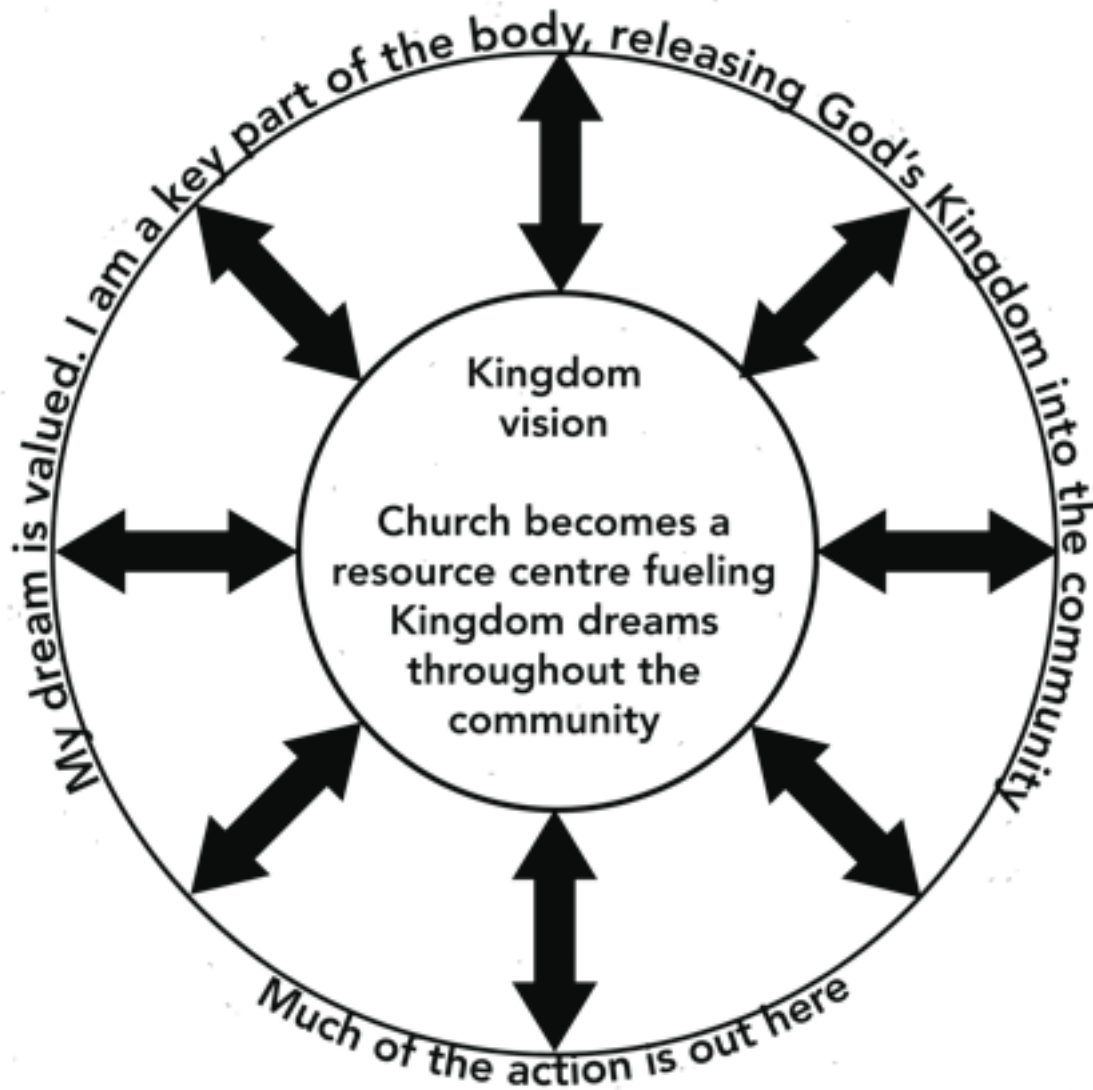 My dream is valued. I am a key part of the body, releasing God's Kingdom into the community
Kingdom
vision
Church becomes a
resource centre fueling
Kingdom dreams
throughout the
community
Much of the action is out here